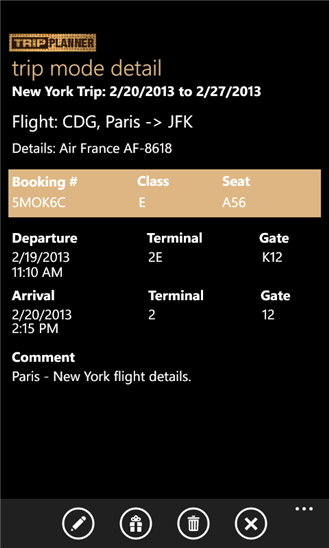 TRIP PLANNER
trip mode detail
New York Trip: 2/20/2013 to 2/27/2013
Flight: CDG, Paris -> JFK
Details: Air France AF-8618
Booking # Class Seat
5MOK6C E A56
Departure Terminal Gate
2/19/2013 2E K12
11:10 AM
Arrival Terminal Gate
2/20/2013 2 12
2:15 PM
Comment
Paris - New York flight details.